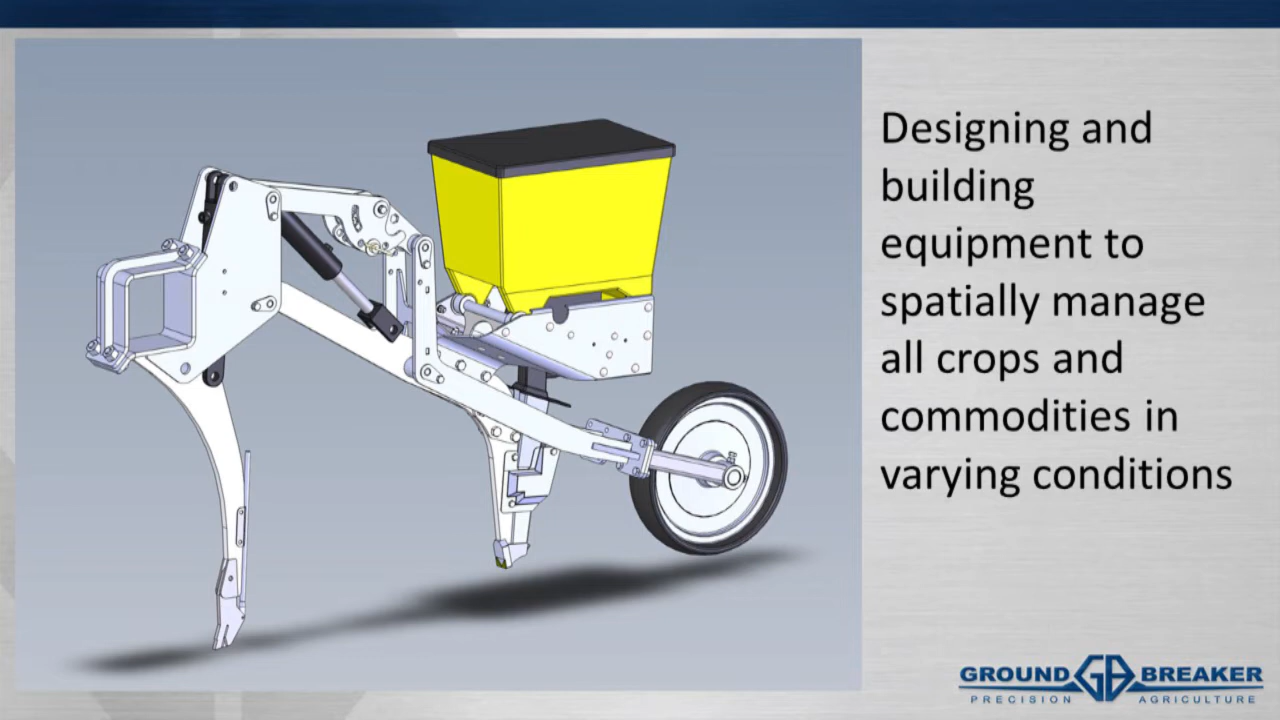 Designing and
building
equipment to
spatially manage
all crops and
commodities in
varying conditions
GROUND GB BREAKER
PRECISION AGRICULTURE